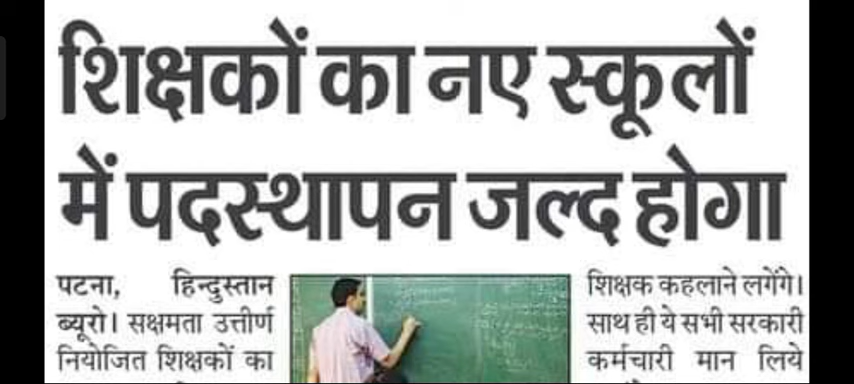 शिक्षकों का नए स्कूलों
में पदस्थापन जल्द होगा
पटना, हिन्दुस्तान
ब्यूरो। सक्षमता उत्तीर्ण
नियोजित शिक्षकों का
शिक्षक कहलाने लगेंगे।
साथ ही ये सभी सरकारी
कर्मचारी मान लिये